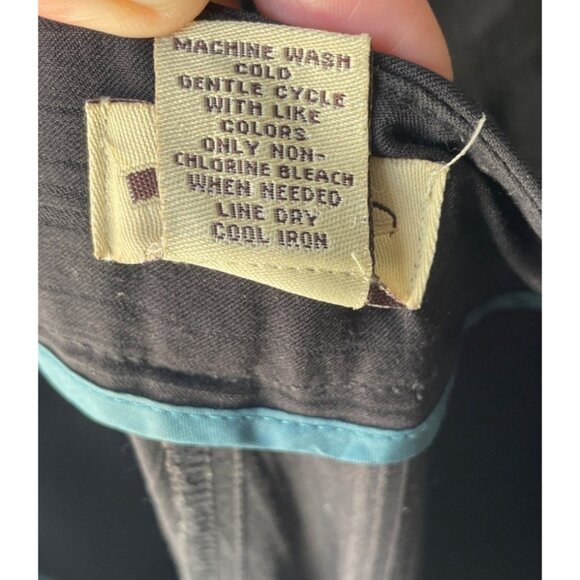 MACHINE WASH
COLD
GENTLE CYCLE
WITH LIKE
COLORS
ONLY NON-
CHLORINE BLEACH
WHEN NEEDED
LINE DRY
COOL IRON